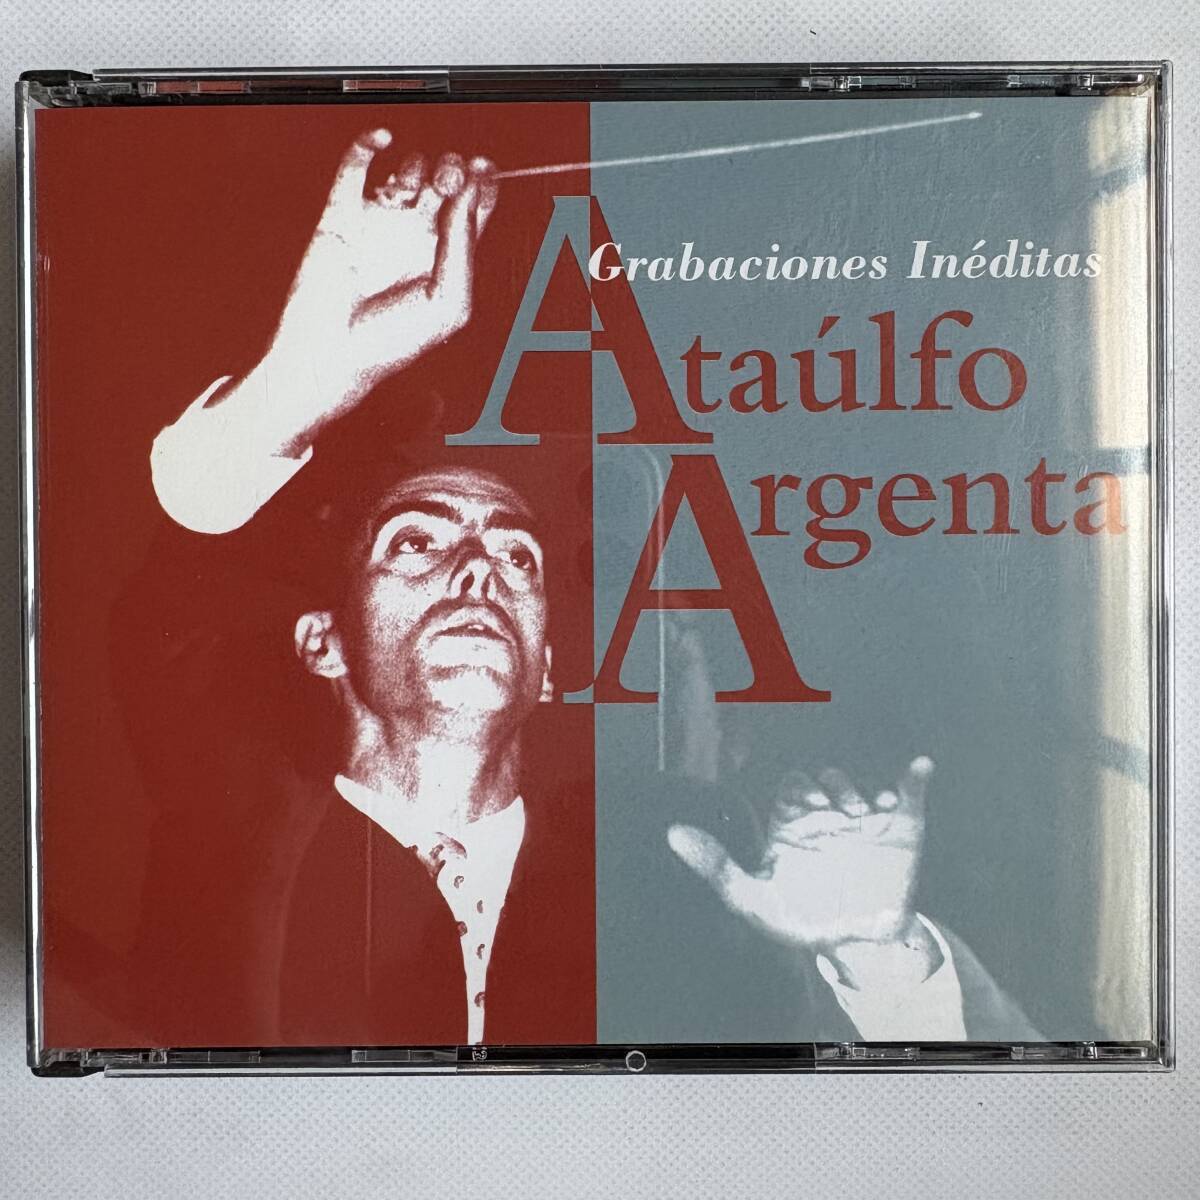 Grabaciones Inéditas
Ataúlfo
Argenta